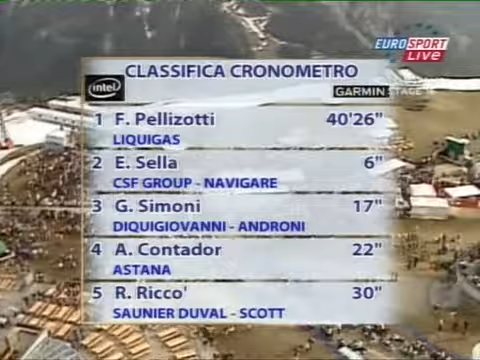 EUROSPORT
LIVE
CLASSIFICA CRONOMETRO
intel
GARMIN
1 F. Pellizotti 40'26"
LIQUIGAS
2 E. Sella 6"
CSF GROUP - NAVIGARE
3 G. Simoni 17"
DIQUIGIOVANNI - ANDRONI
4 A. Contador 22"
ASTANA
5 R. Ricco' 30"
SAUNIER DUVAL - SCOTT